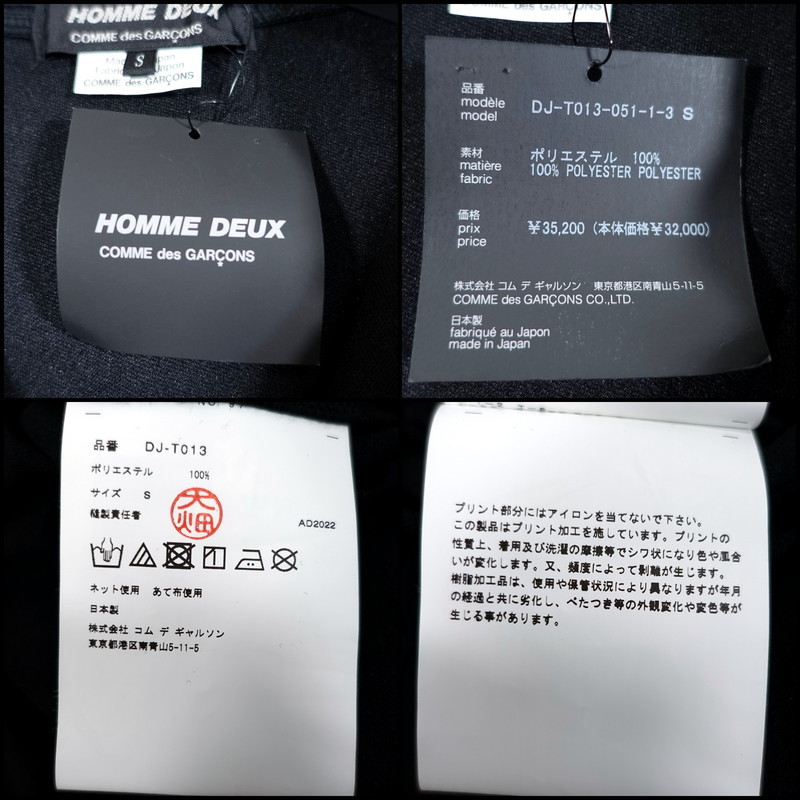 HOMME DEUX
COMME des GARÇONS
S
COMME des GARÇONS
HOMME DEUX
COMME des GARÇONS
品番
modèle
model
DJ-T013-051-1-3 S
素材
matière
fabric
ポリエステル 100%
100% POLYESTER POLYESTER
価格
prix
price
¥35,200 (本体価格¥32,000)
株式会社 コム デ ギャルソン 東京都港区南青山5-11-5
COMME des GARÇONS CO.,LTD.
日本製
fabriqué au Japon
made in Japan
品番 DJ-T013
ポリエステル 100%
サイズ S
縫製責任者
大畑
AD2022
ネット使用 あて布使用
日本製
株式会社 コム デ ギャルソン
東京都港区南青山5-11-5
プリント部分にはアイロンを当てないで下さい。
この製品はプリント加工を施しています。プリントの
性質上、着用及び洗濯の摩擦等でシワ状になり色や風合
いが変化します。又、頻度によって剥離が生じます。
樹脂加工品は、使用や保管状況により異なりますが年月
の経過と共に劣化し、べたつき等の外観変化や変色等が
生じる事があります。